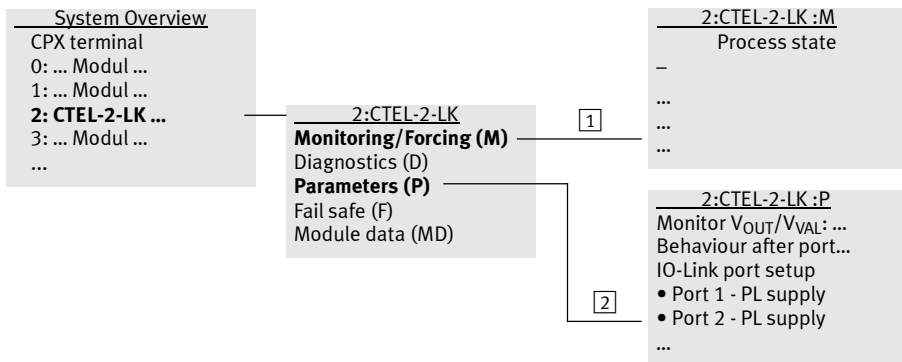 System Overview
CPX terminal
0: ... Modul ...
1: ... Modul ...
2: CTEL-2-LK ...
3: ... Modul ...
...
2:CTEL-2-LK
Monitoring/Forcing (M)
Diagnostics (D)
Parameters (P)
Fail safe (F)
Module data (MD)
1
2:CTEL-2-LK :M
Process state
–
...
...
...
2
2:CTEL-2-LK :P
Monitor VOUT/VVAL: ...
Behaviour after port...
IO-Link port setup
• Port 1 - PL supply
• Port 2 - PL supply
...